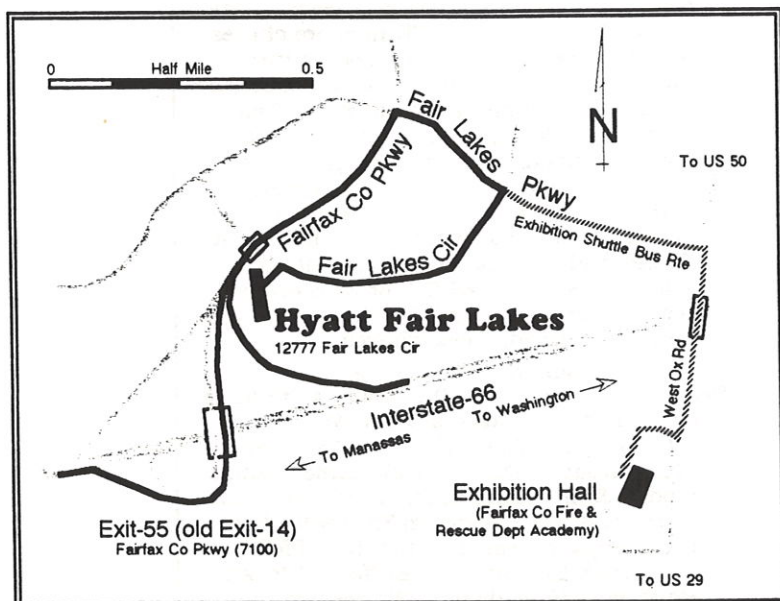 0 Half Mile 0.5
Fair Lakes Pkwy
N
To US 50
Fairfax Co Pkwy
Exhibition Shuttle Bus Rte
Fair Lakes Cir
Hyatt Fair Lakes
12777 Fair Lakes Cir
West Ox Rd
Interstate-66
To Washington
To Manassas
Exhibition Hall
(Fairfax Co Fire &
Rescue Dept Academy)
Exit-55 (old Exit-14)
Fairfax Co Pkwy (7100)
To US 29